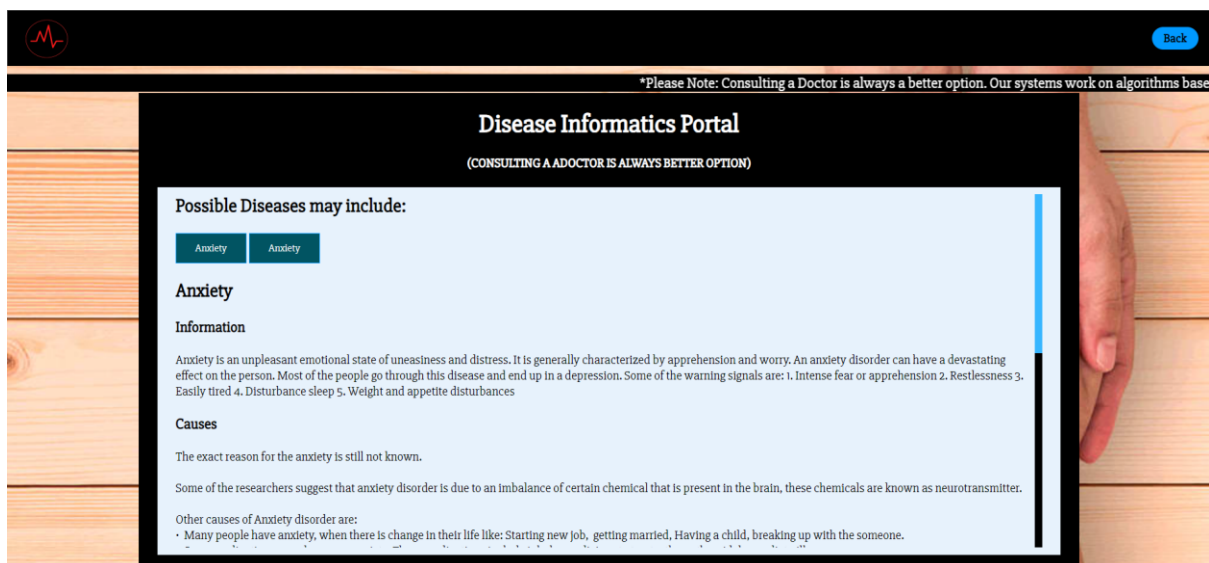 Back
*Please Note: Consulting a Doctor is always a better option. Our systems work on algorithms base
Disease Informatics Portal
(CONSULTING A ADOCTOR IS ALWAYS BETTER OPTION)
Possible Diseases may include:
Anxiety Anxiety
Anxiety
Information
Anxiety is an unpleasant emotional state of uneasiness and distress. It is generally characterized by apprehension and worry. An anxiety disorder can have a devastating
effect on the person. Most of the people go through this disease and end up in a depression. Some of the warning signals are: 1. Intense fear or apprehension 2. Restlessness 3.
Easily tired 4. Disturbance sleep 5. Weight and appetite disturbances
Causes
The exact reason for the anxiety is still not known.
Some of the researchers suggest that anxiety disorder is due to an imbalance of certain chemical that is present in the brain, these chemicals are known as neurotransmitter.
Other causes of Anxiety disorder are:
• Many people have anxiety, when there is change in their life like: Starting new job, getting married, Having a child, breaking up with the someone.